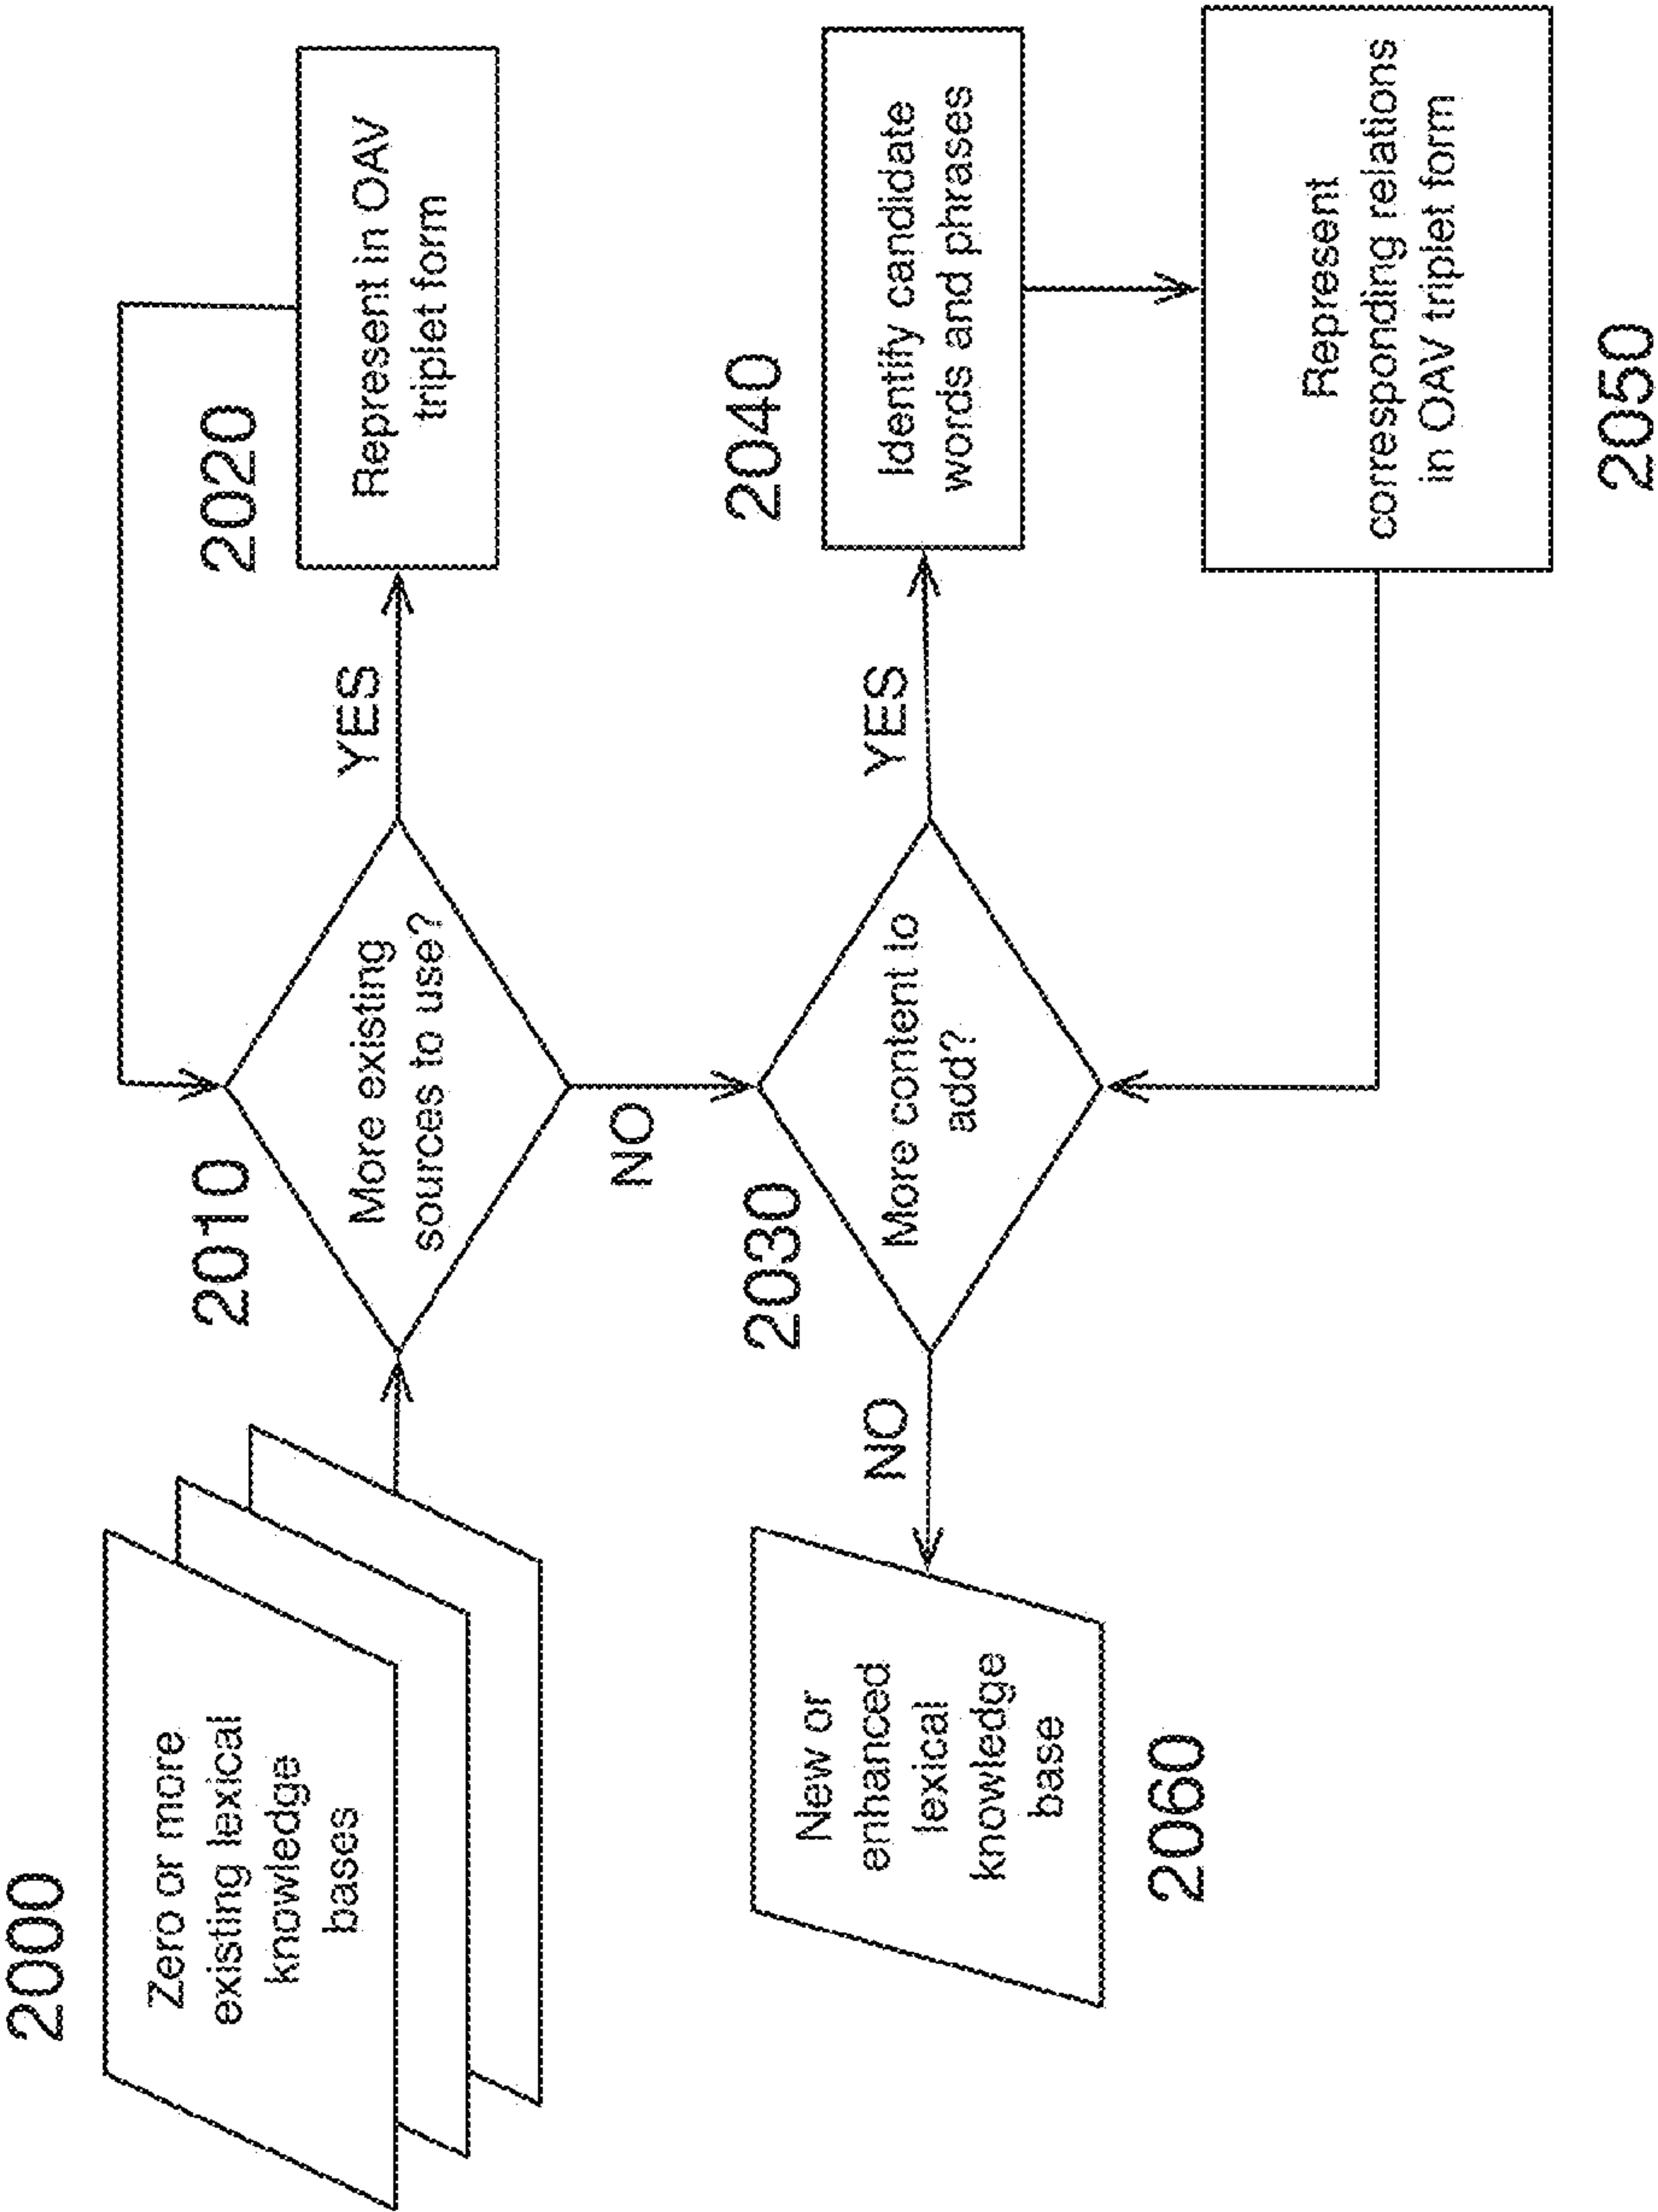 2000
Zero or more
existing lexical
knowledge
bases
2010
More existing
sources to use?
YES
2020
Represent in OAV
triplet form
NO
2030
More content to
add?
YES
2040
Identify candidate
words and phrases
2050
Represent
corresponding relations
in OAV triplet form
NO
New or
enhanced
lexical
knowledge
base
2060